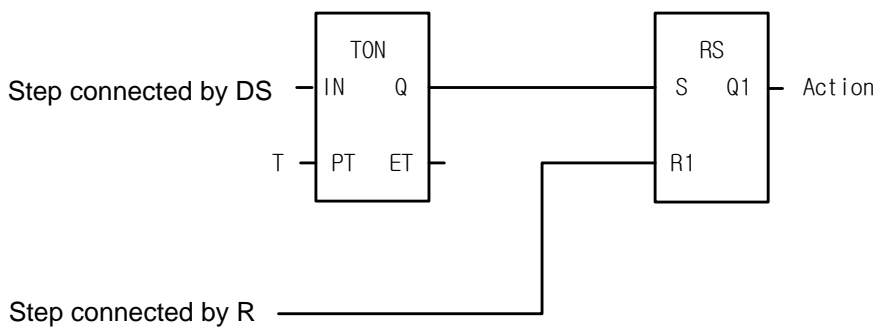 TON
RS
Step connected by DS
IN Q
S Q1
Action
T
PT ET
R1
Step connected by R